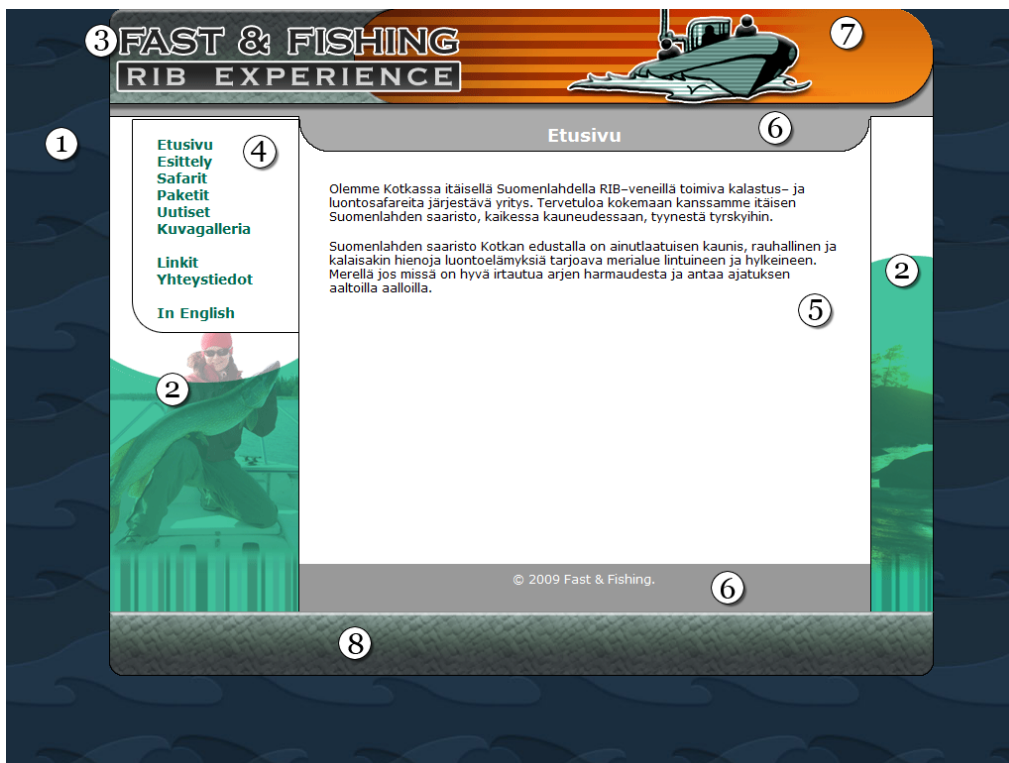 3
FAST & FISHING
RIB EXPERIENCE
7
1
4
6
Etusivu
Etusivu
Esittely
Safarit
Paketit
Uutiset
Kuvagalleria
Linkit
Yhteystiedot
In English
Olemme Kotkassa itäisellä Suomenlahdella RIB–veneillä toimiva kalastus– ja
luontosafareita järjestävä yritys. Tervetuloa kokemaan kanssamme itäisen
Suomenlahden saaristo, kaikessa kauneudessaan, tyynestä tyrskyihin.
Suomenlahden saaristo Kotkan edustalla on ainutlaatuisen kaunis, rauhallinen ja
kalaisakin hienoja luontoelämyksiä tarjoava merialue lintuineen ja hylkeineen.
Merellä jos missä on hyvä irtautua arjen harmaudesta ja antaa ajatuksen
aaltoilla aalloilla.
2
5
2
© 2009 Fast & Fishing.
6
8